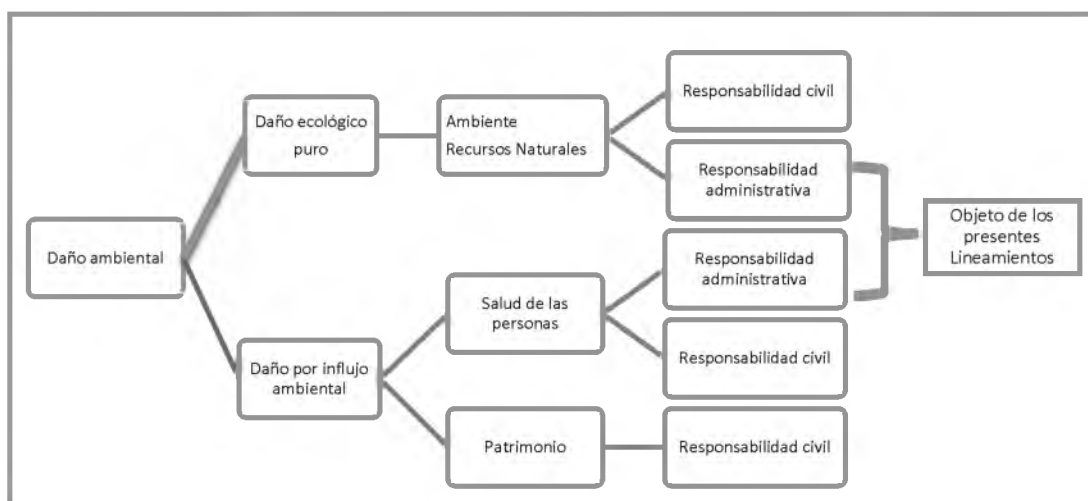 Daño ambiental
Daño ecológico
puro
Ambiente
Recursos Naturales
Responsabilidad civil
Responsabilidad
administrativa
Daño por influjo
ambiental
Salud de las
personas
Responsabilidad
administrativa
Responsabilidad civil
Patrimonio
Responsabilidad civil
Objeto de los
presentes
Lineamientos